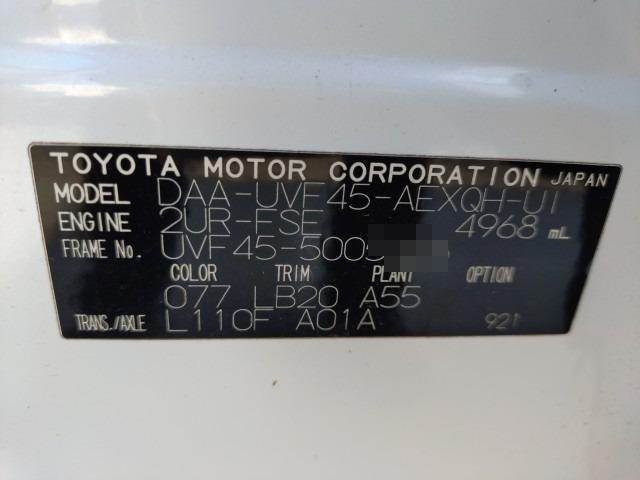 TOYOTA MOTOR CORPORATION JAPAN
MODEL DAA-UVF45-AEXQH-U1
ENGINE 2UR-FSE 4968 mL
FRAME No. UVF45-5005
COLOR TRIM PLANT OPTION
077 LB20 A55
TRANS./AXLE L110F A01A 921